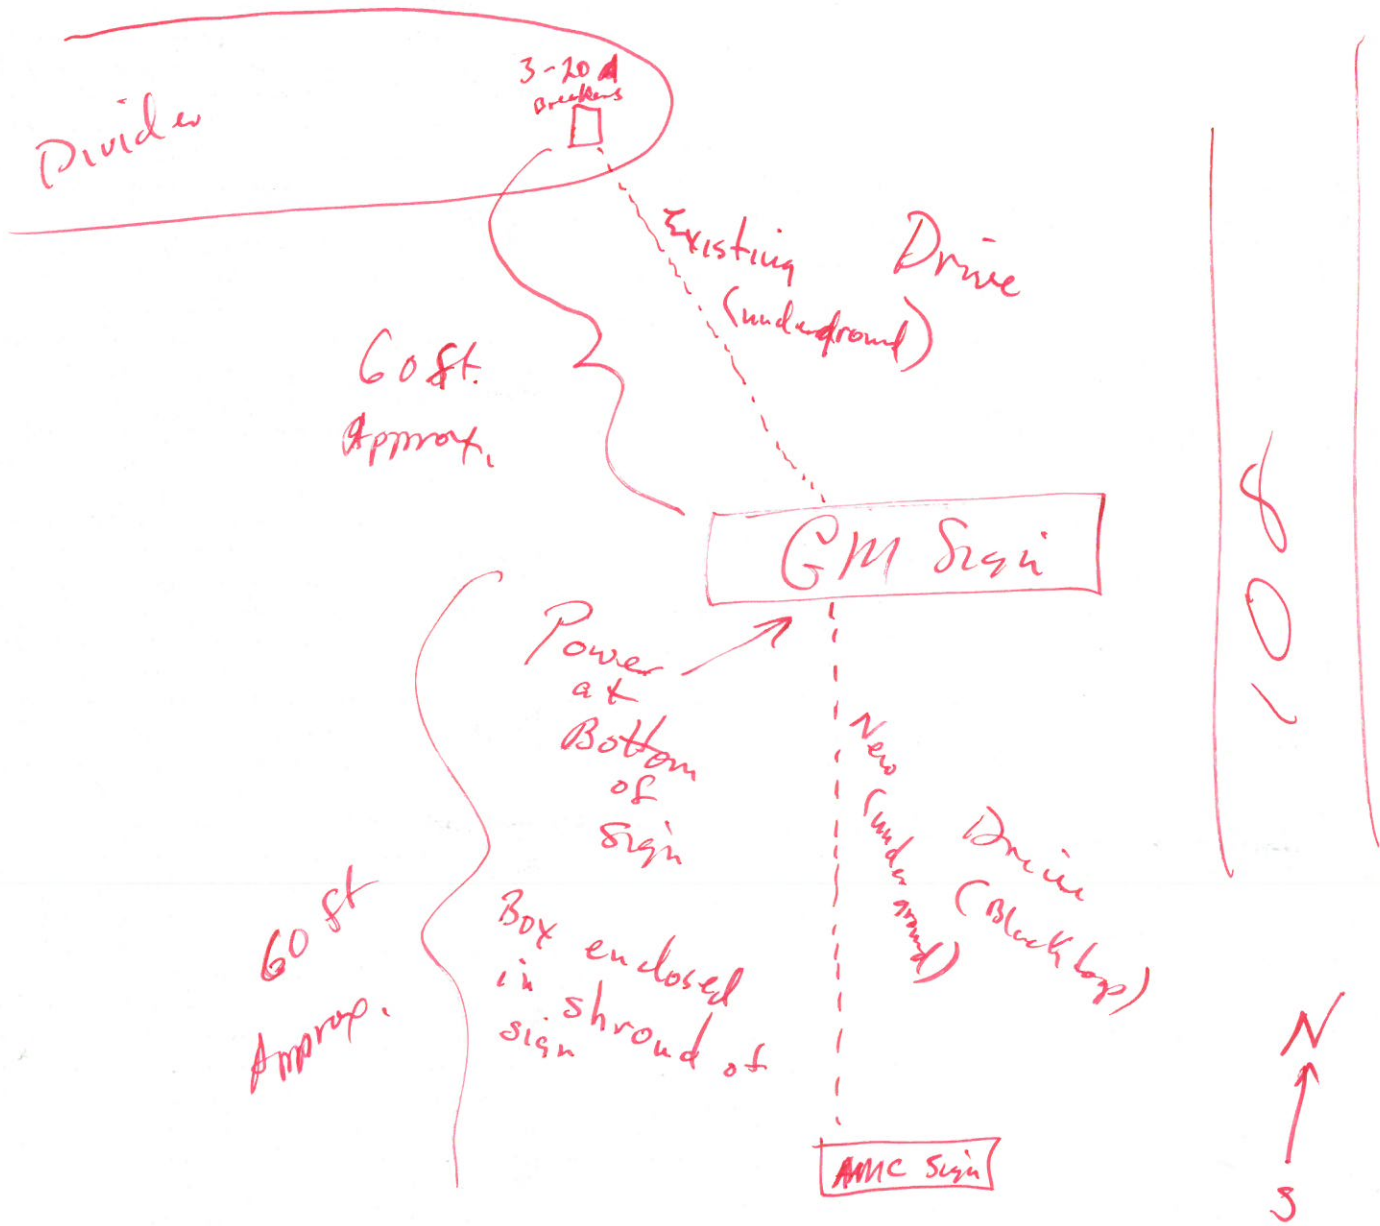 3-20 A
Breakers
Divider
Existing
(underground)
Drive
60 ft.
Approx.
GM Sign
108
Power
at
Bottom
of
Sign
New
(underground)
Drive
(Blacktop)
60 ft
Approx.
Box enclosed
in shroud of
sign
N
S
AMC Sign